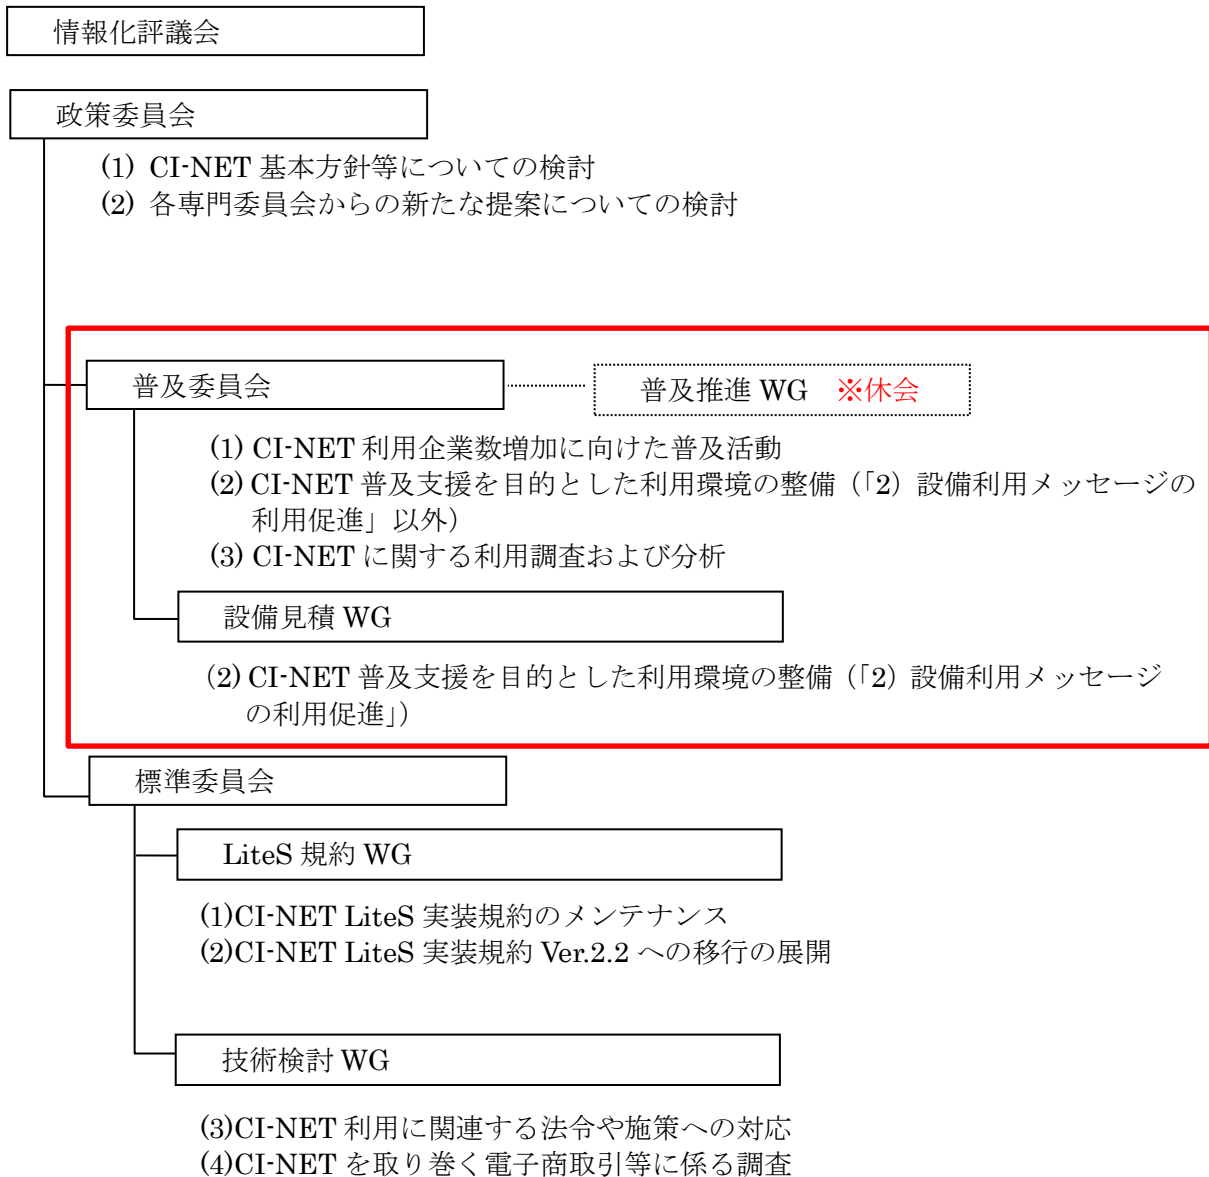 情報化評議会
政策委員会
(1) CI-NET 基本方針等についての検討
(2) 各専門委員会からの新たな提案についての検討
普及委員会
普及推進 WG ※休会
(1) CI-NET 利用企業数増加に向けた普及活動
(2) CI-NET 普及支援を目的とした利用環境の整備（「2）設備利用メッセージの
利用促進」以外）
(3) CI-NET に関する利用調査および分析
設備見積 WG
(2) CI-NET 普及支援を目的とした利用環境の整備（「2）設備利用メッセージ
の利用促進」）
標準委員会
LiteS 規約 WG
(1)CI-NET LiteS 実装規約のメンテナンス
(2)CI-NET LiteS 実装規約 Ver.2.2 への移行の展開
技術検討 WG
(3)CI-NET 利用に関連する法令や施策への対応
(4)CI-NET を取り巻く電子商取引等に係る調査